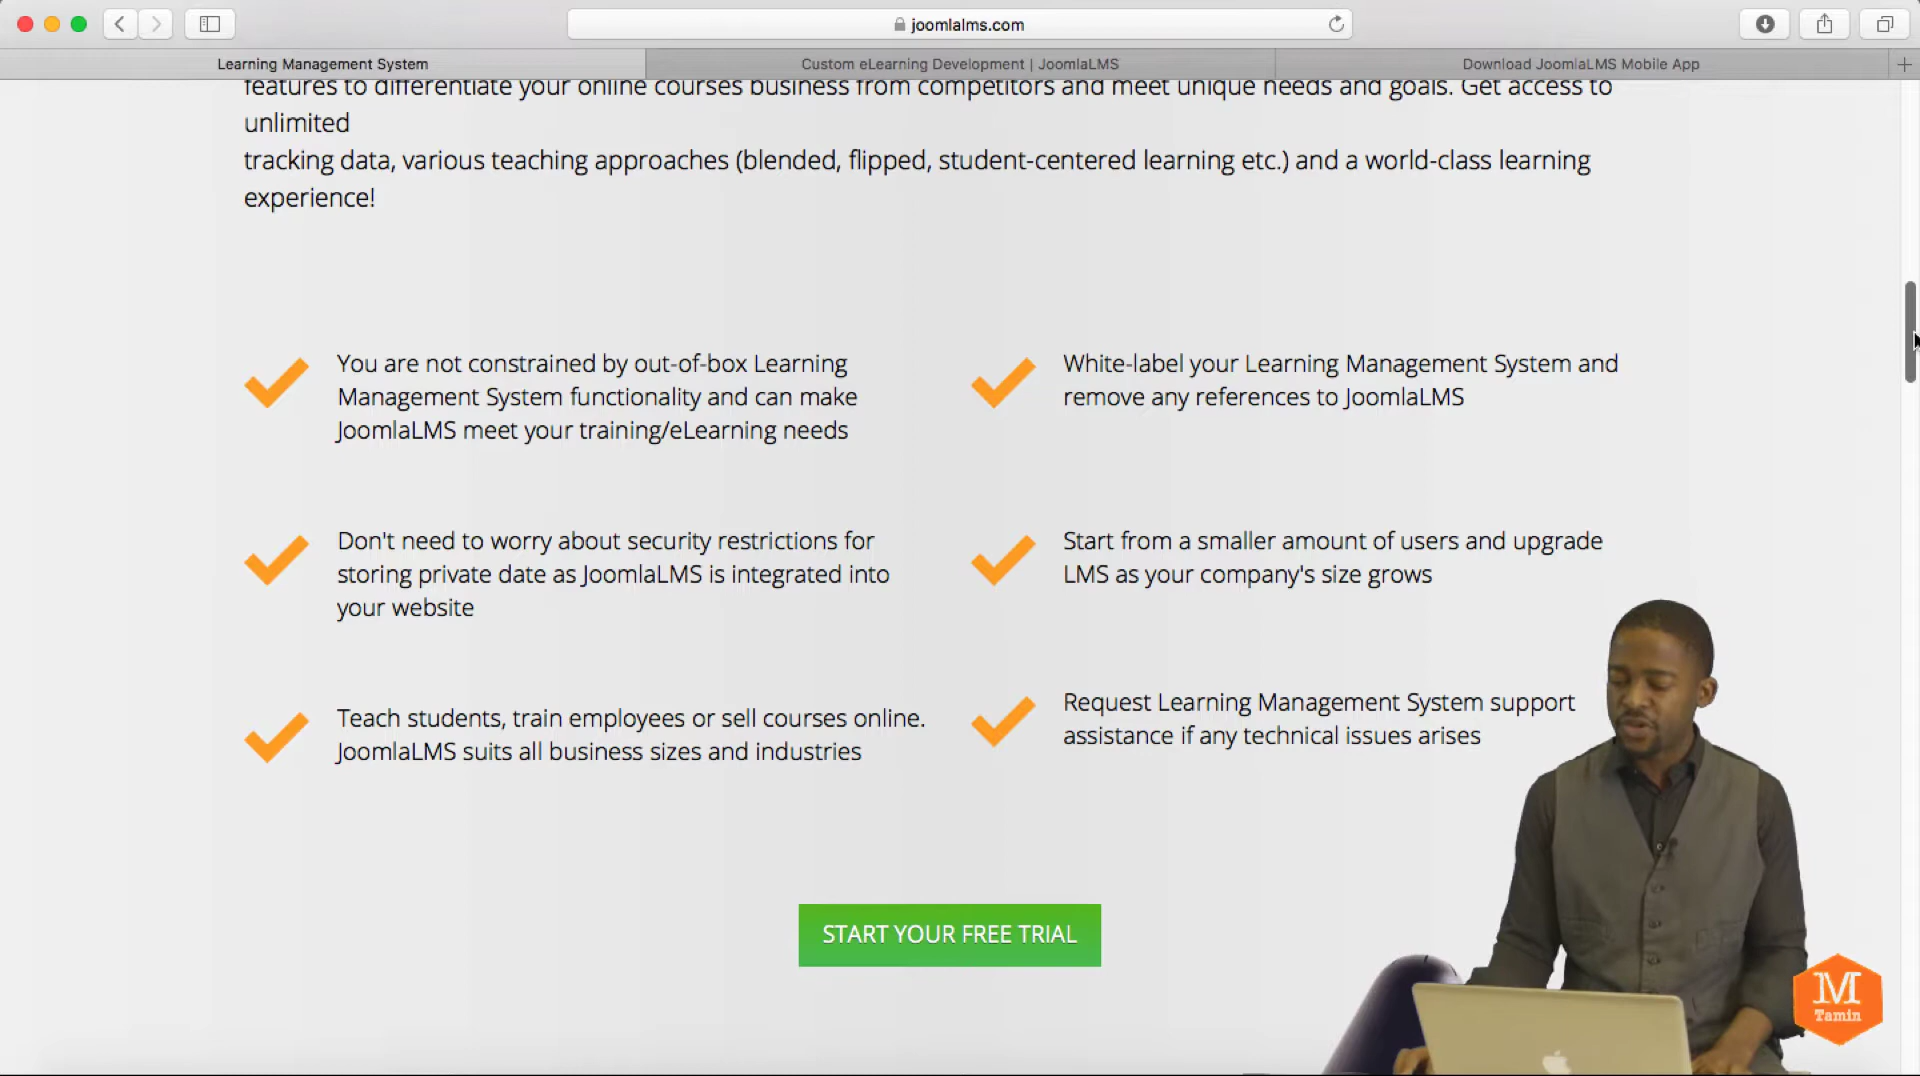 joomlalms.com
Learning Management System
Custom eLearning Development | JoomlaLMS
Download JoomlaLMS Mobile App
features to differentiate your online courses business from competitors and meet unique needs and goals. Get access to
unlimited
tracking data, various teaching approaches (blended, flipped, student-centered learning etc.) and a world-class learning
experience!
You are not constrained by out-of-box Learning
Management System functionality and can make
JoomlaLMS meet your training/eLearning needs
White-label your Learning Management System and
remove any references to JoomlaLMS
Don't need to worry about security restrictions for
storing private date as JoomlaLMS is integrated into
your website
Start from a smaller amount of users and upgrade
LMS as your company's size grows
Teach students, train employees or sell courses online.
JoomlaLMS suits all business sizes and industries
Request Learning Management System support
assistance if any technical issues arises
START YOUR FREE TRIAL
M
Tamin